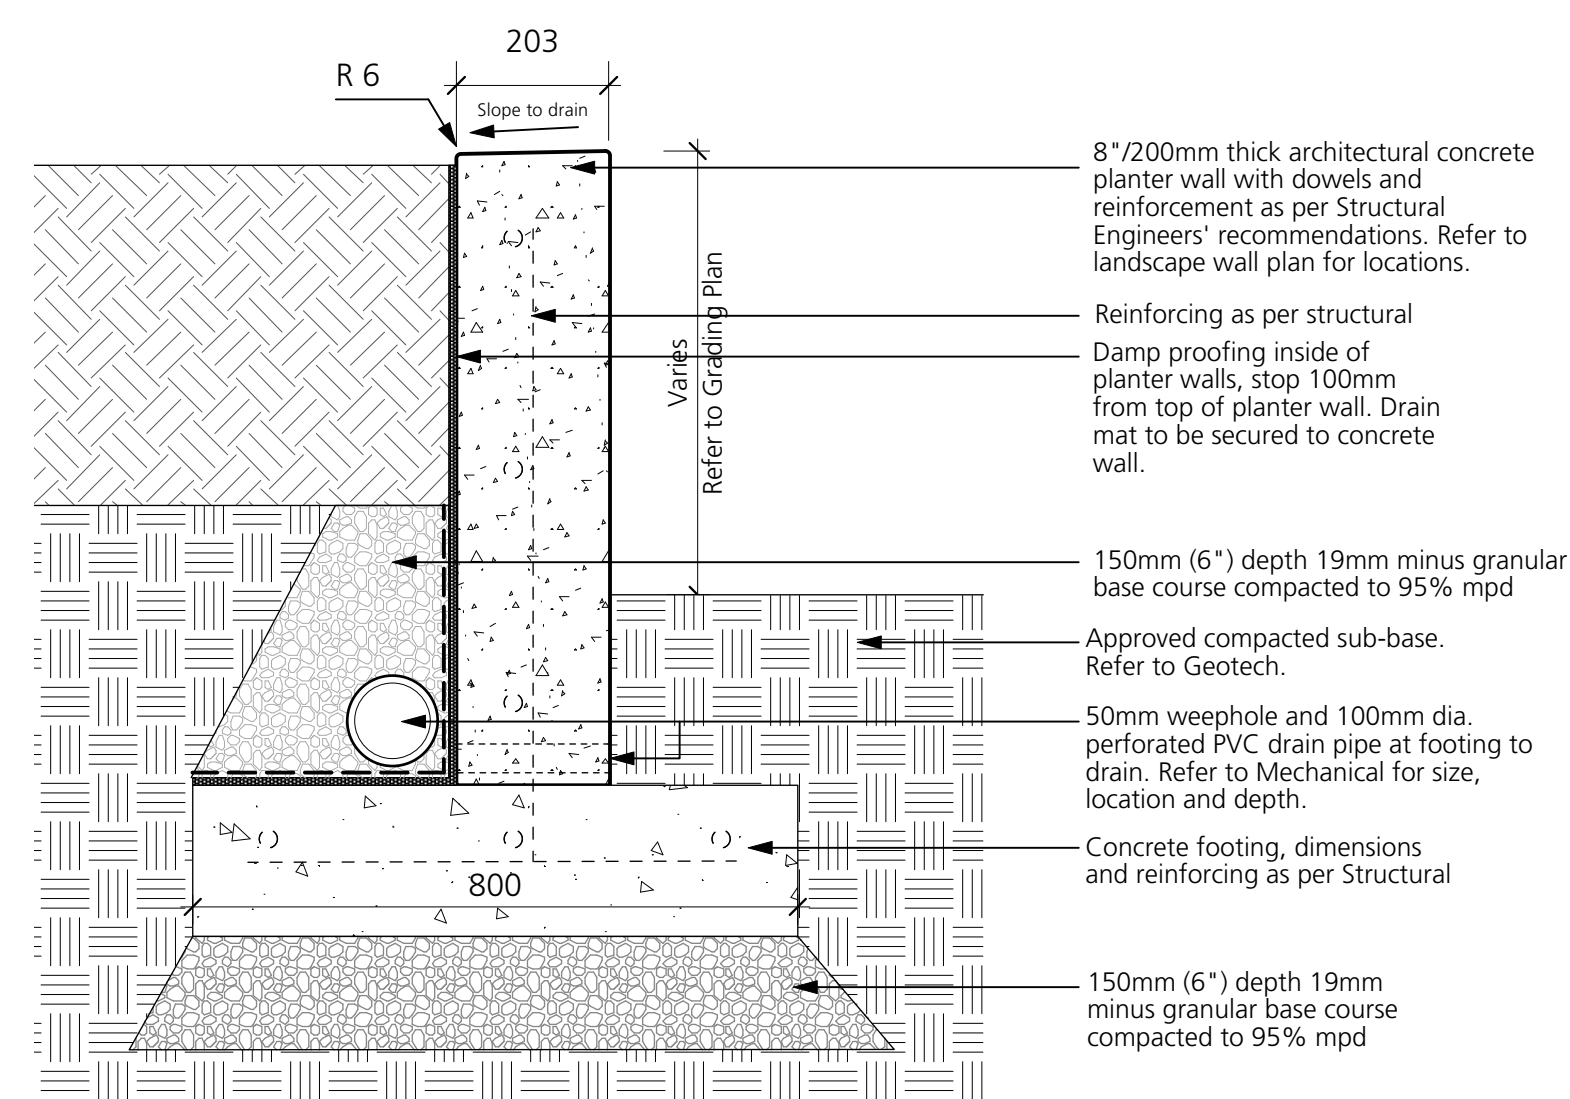 203
R 6
Slope to drain
8"/200mm thick architectural concrete
planter wall with dowels and
reinforcement as per Structural
Engineers' recommendations. Refer to
landscape wall plan for locations.
Varies
Refer to Grading Plan
Reinforcing as per structural
Damp proofing inside of
planter walls, stop 100mm
from top of planter wall. Drain
mat to be secured to concrete
wall.
150mm (6") depth 19mm minus granular
base course compacted to 95% mpd
Approved compacted sub-base.
Refer to Geotech.
50mm weephole and 100mm dia.
perforated PVC drain pipe at footing to
drain. Refer to Mechanical for size,
location and depth.
Concrete footing, dimensions
and reinforcing as per Structural
800
150mm (6") depth 19mm
minus granular base course
compacted to 95% mpd